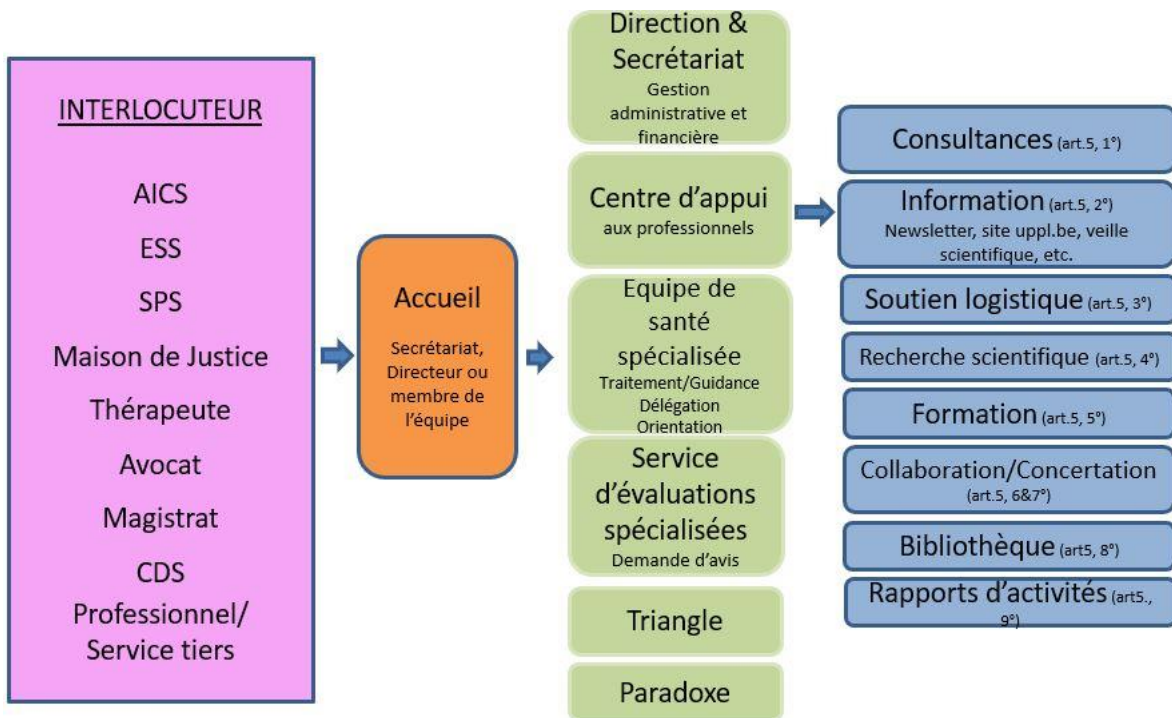 INTERLOCUTEUR
AICS
ESS
SPS
Maison de Justice
Thérapeute
Avocat
Magistrat
CDS
Professionnel/
Service tiers
Accueil
Secrétariat,
Directeur ou
membre de
l’équipe
Direction &
Secrétariat
Gestion
administrative et
financière
Centre d’appui
aux professionnels
Equipe de
santé
spécialisée
Traitement/Guidance
Délégation
Orientation
Service
d’évaluations
spécialisées
Demande d’avis
Triangle
Paradoxe
Consultances (art.5, 1°)
Information (art.5, 2°)
Newsletter, site uppl.be, veille
scientifique, etc.
Soutien logistique (art.5, 3°)
Recherche scientifique (art.5, 4°)
Formation (art.5, 5°)
Collaboration/Concertation
(art.5, 6&7°)
Bibliothèque (art5, 8°)
Rapports d’activités (art5.,
9°)